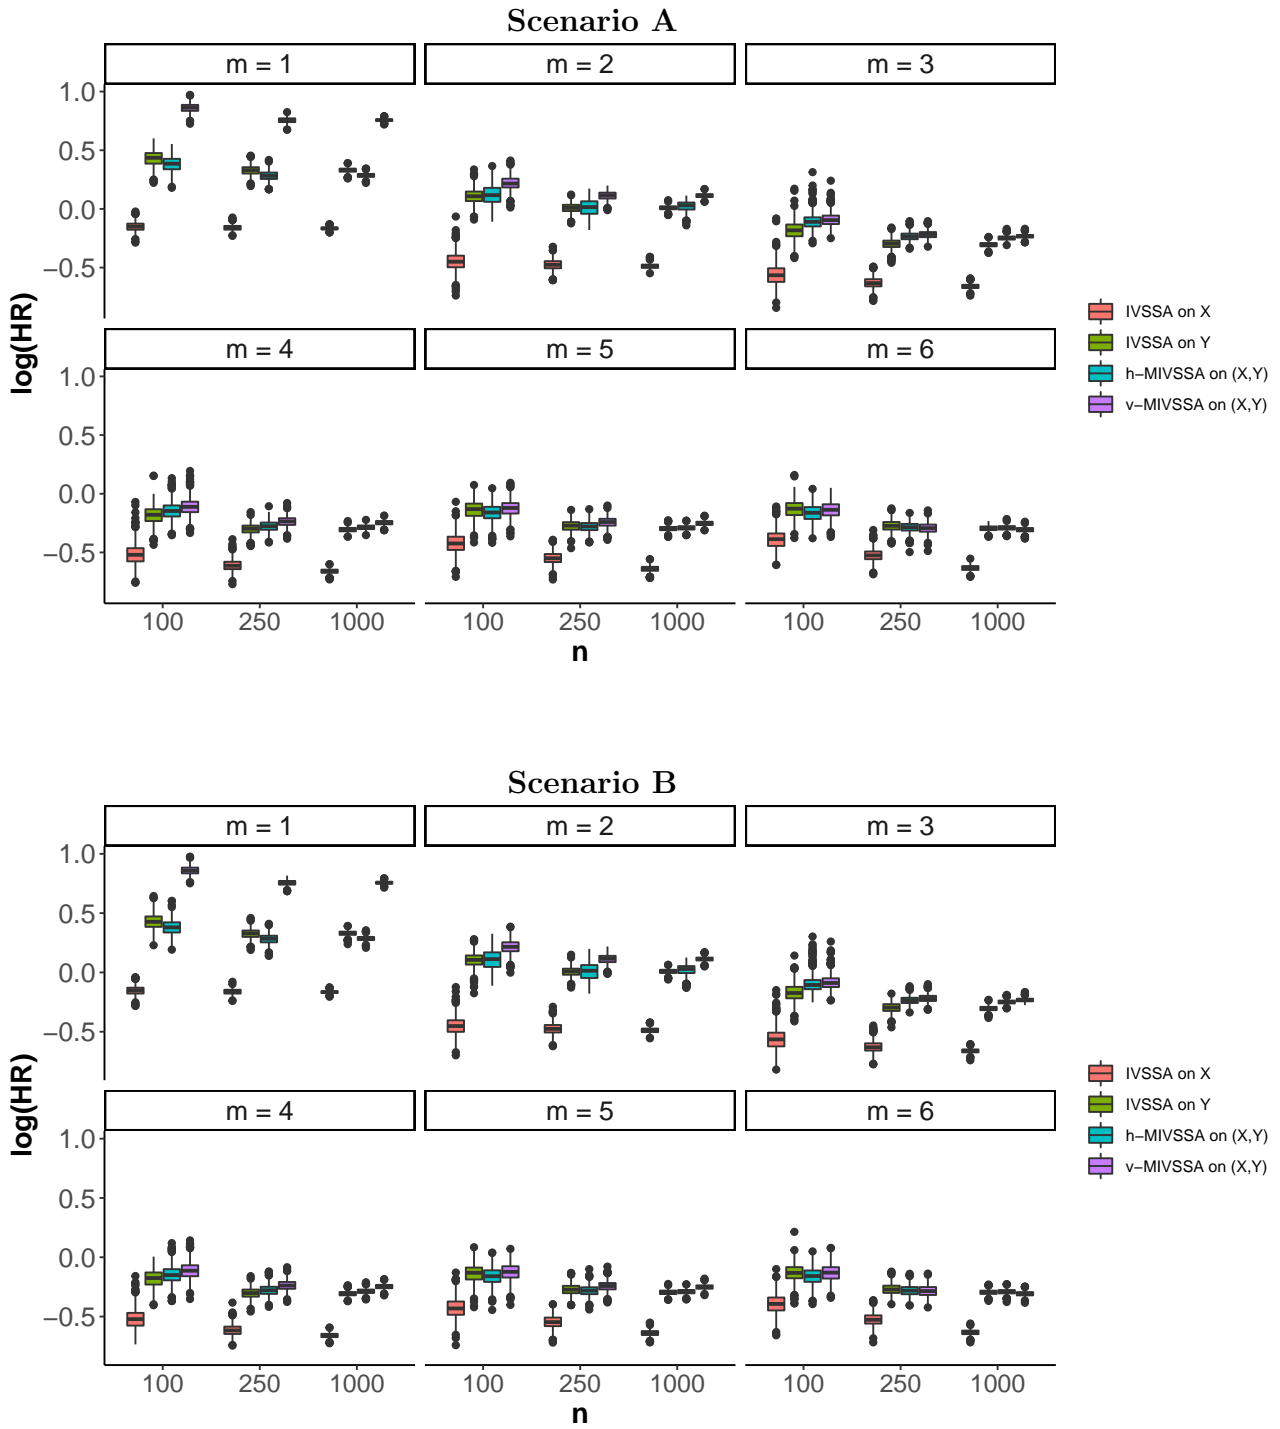 Scenario A
m = 1 m = 2 m = 3
1.0
0.5
0.0
−0.5
m = 4 m = 5 m = 6
1.0
0.5
0.0
−0.5
100 250 1000 100 250 1000 100 250 1000
n
log(HR)
IVSSA on X
IVSSA on Y
h−MIVSSA on (X,Y)
v−MIVSSA on (X,Y)
Scenario B
m = 1 m = 2 m = 3
1.0
0.5
0.0
−0.5
m = 4 m = 5 m = 6
1.0
0.5
0.0
−0.5
100 250 1000 100 250 1000 100 250 1000
n
log(HR)
IVSSA on X
IVSSA on Y
h−MIVSSA on (X,Y)
v−MIVSSA on (X,Y)